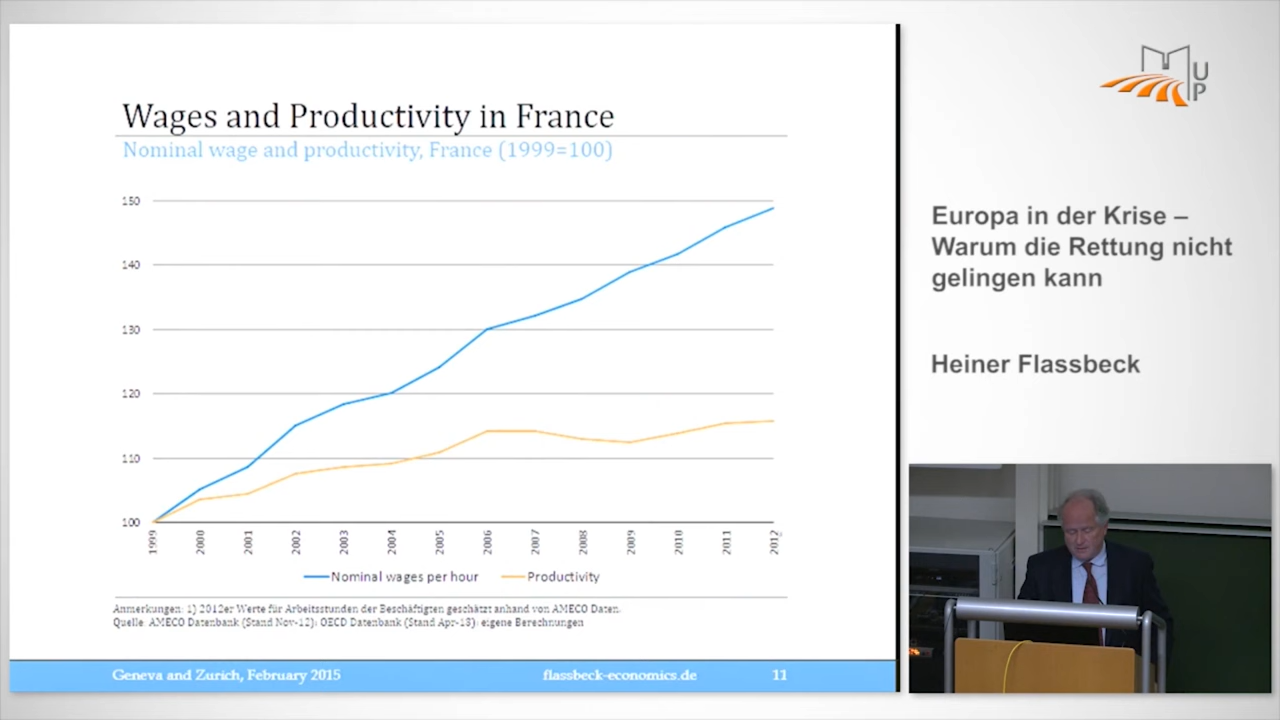 Wages and Productivity in France
Nominal wage and productivity, France (1999=100)
150
140
130
120
110
100
1999
2000
2001
2002
2003
2004
2005
2006
2007
2008
2009
2010
2011
2012
Nominal wages per hour
Productivity
Anmerkungen: 1) 2012er Werte für Arbeitsstunden der Beschäftigten geschätzt anhand von AMECO Daten.
Quelle: AMECO Datenbank (Stand Nov-12); OECD Datenbank (Stand Apr-13); eigene Berechnungen
Geneva and Zurich, February 2015
flassbeck-economics.de
11
M U P
Europa in der Krise –
Warum die Rettung nicht
gelingen kann
Heiner Flassbeck